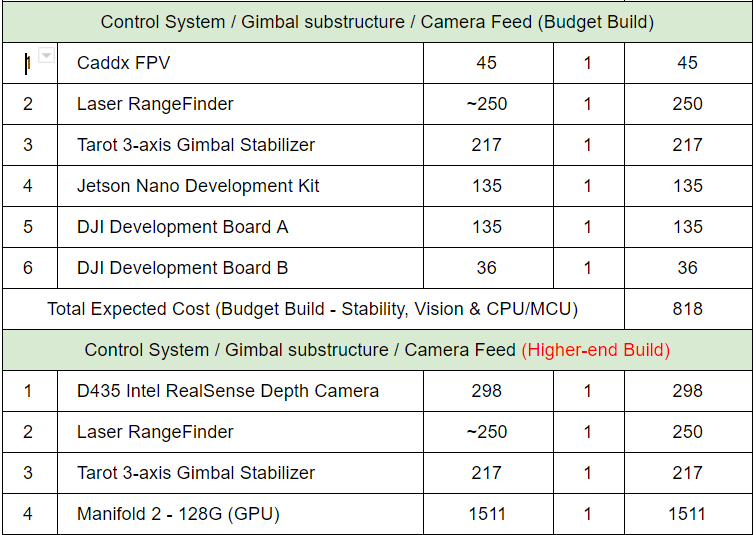 Control System / Gimbal substructure / Camera Feed (Budget Build)
1 Caddx FPV 45 1 45
2 Laser RangeFinder ~250 1 250
3 Tarot 3-axis Gimbal Stabilizer 217 1 217
4 Jetson Nano Development Kit 135 1 135
5 DJI Development Board A 135 1 135
6 DJI Development Board B 36 1 36
Total Expected Cost (Budget Build - Stability, Vision & CPU/MCU) 818
Control System / Gimbal substructure / Camera Feed (Higher-end Build)
1 D435 Intel RealSense Depth Camera 298 1 298
2 Laser RangeFinder ~250 1 250
3 Tarot 3-axis Gimbal Stabilizer 217 1 217
4 Manifold 2 - 128G (GPU) 1511 1 1511